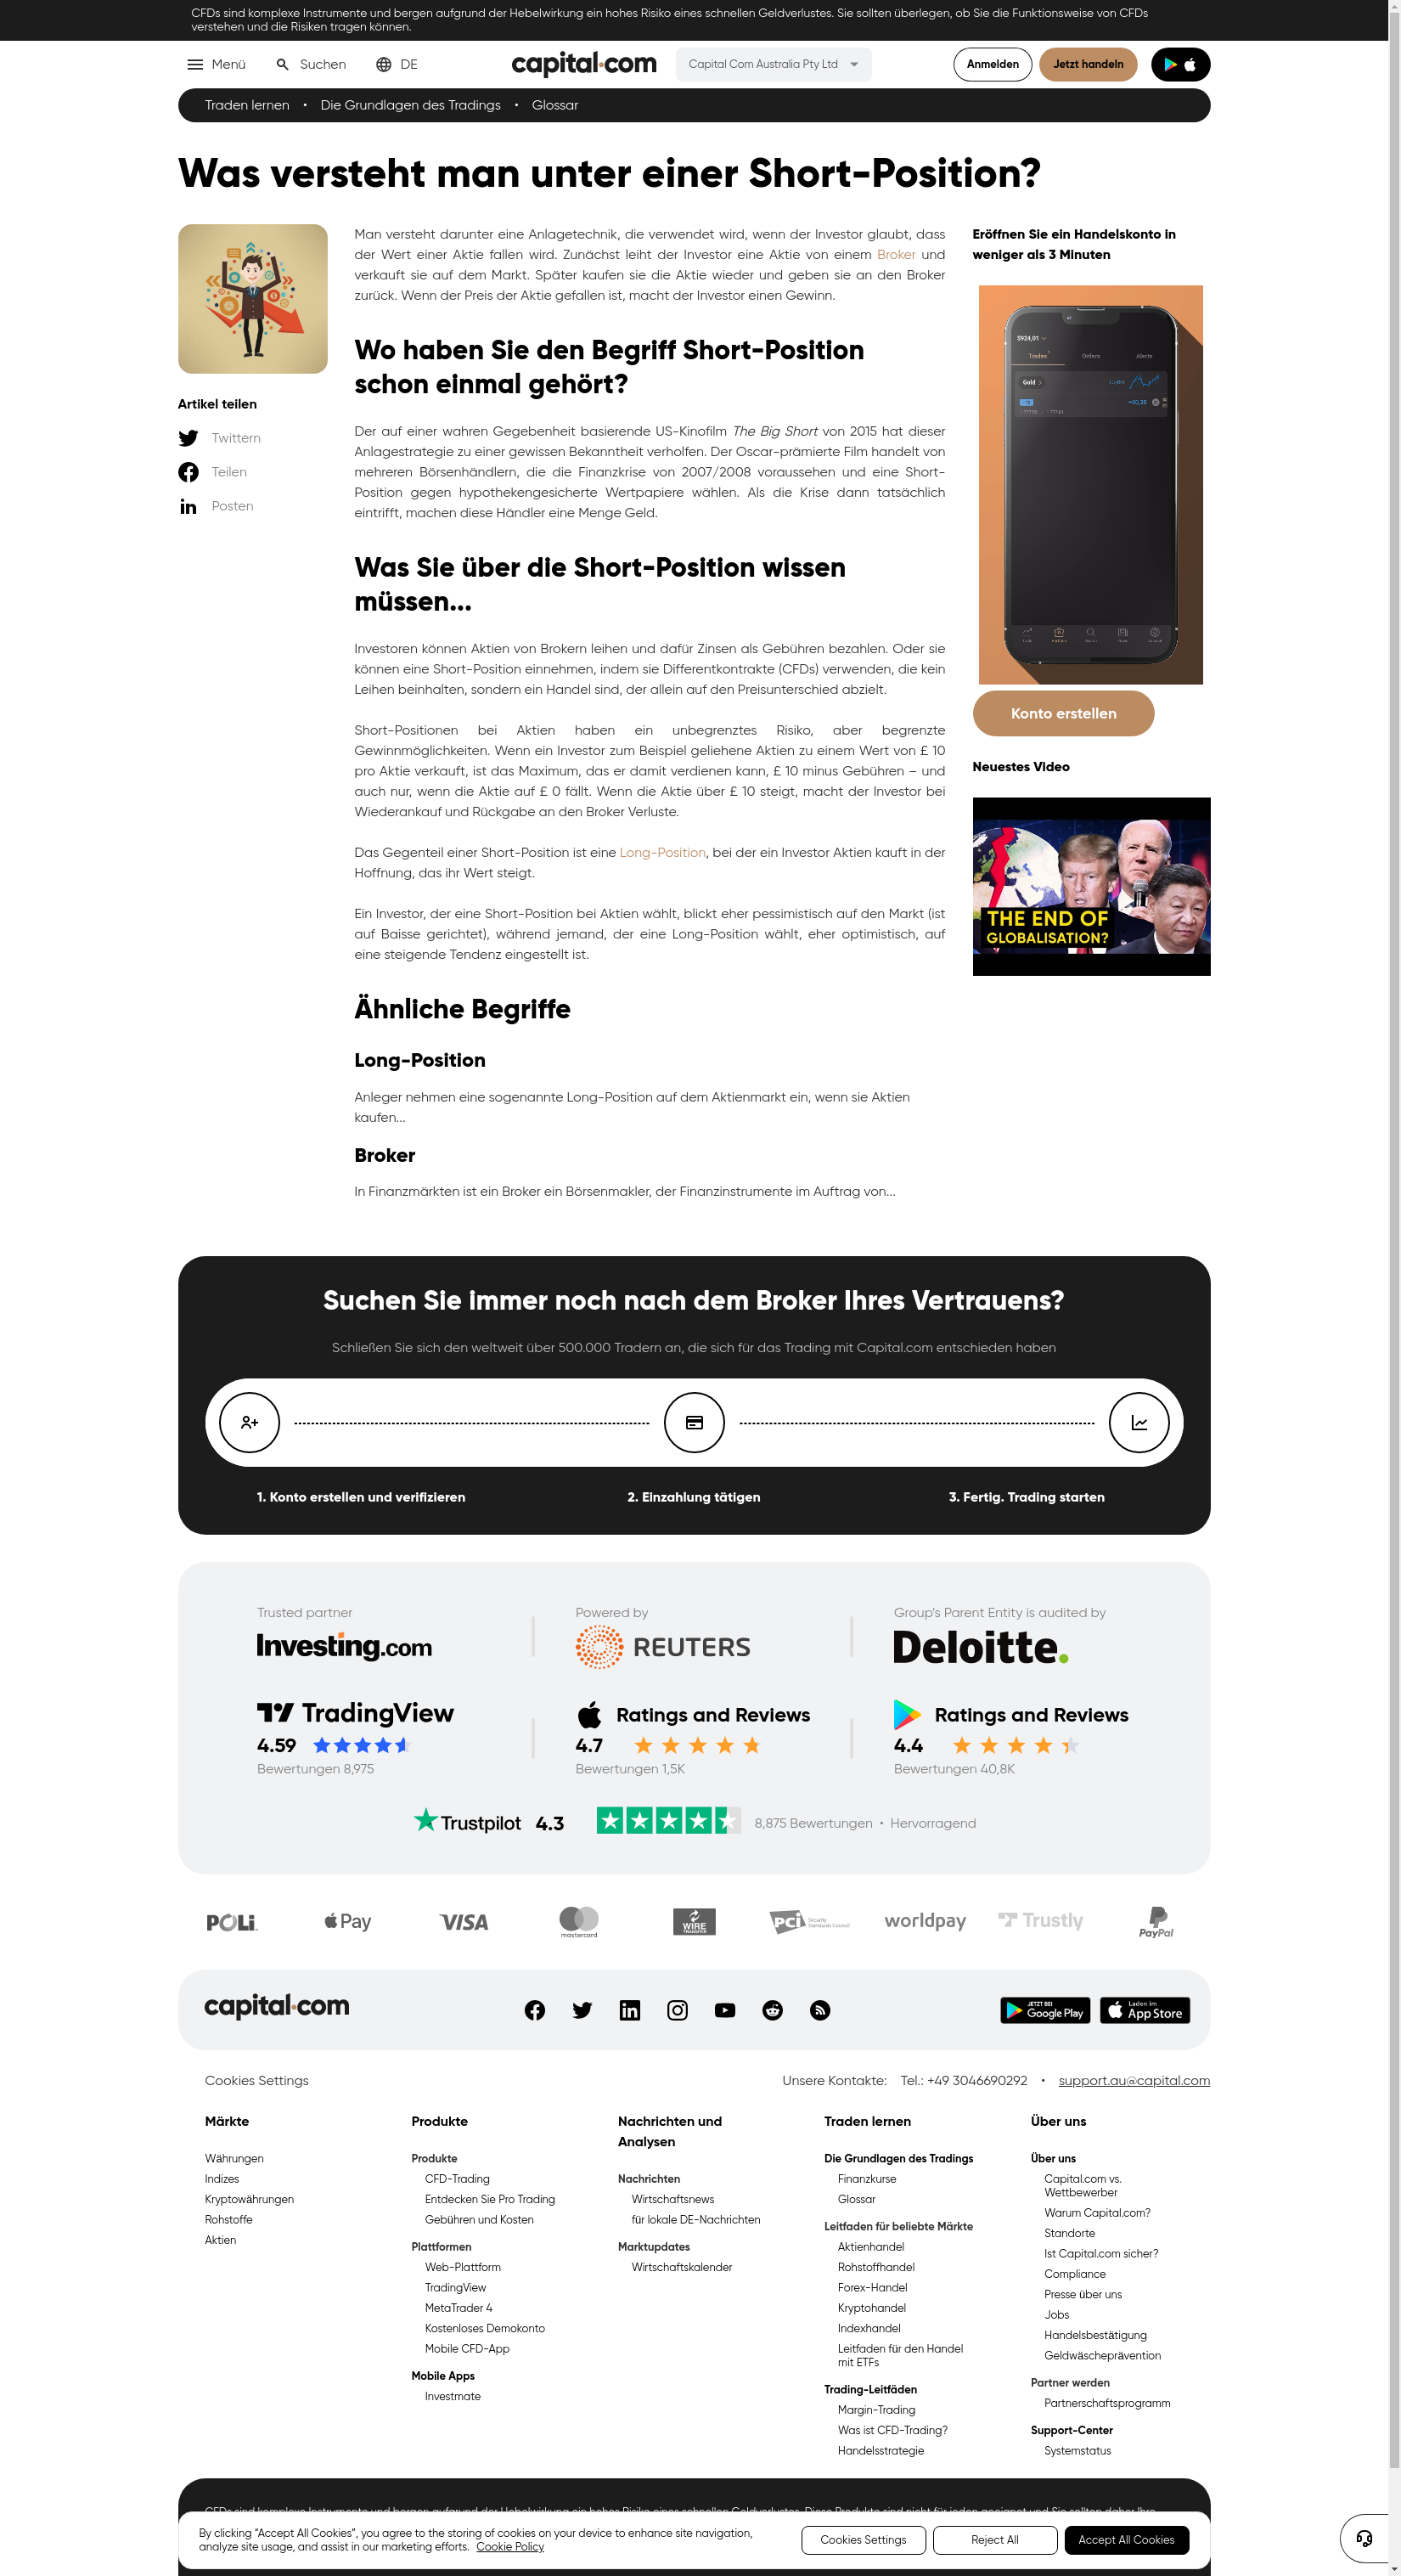 CFDs sind komplexe Instrumente und bergen aufgrund der Hebelwirkung ein hohes Risiko eines schnellen Geldverlustes. Sie sollten überlegen, ob Sie die Funktionsweise von CFDs
verstehen und die Risiken tragen können.
Menü
Suchen
DE
capital.com
Capital Com Australia Pty Ltd
Anmelden
Jetzt handeln
Traden lernen • Die Grundlagen des Tradings • Glossar
Was versteht man unter einer Short-Position?
Artikel teilen
Twittern
Teilen
Posten
Man versteht darunter eine Anlagetechnik, die verwendet wird, wenn der Investor glaubt, dass
der Wert einer Aktie fallen wird. Zunächst leiht der Investor eine Aktie von einem Broker und
verkauft sie auf dem Markt. Später kaufen sie die Aktie wieder und geben sie an den Broker
zurück. Wenn der Preis der Aktie gefallen ist, macht der Investor einen Gewinn.
Wo haben Sie den Begriff Short-Position
schon einmal gehört?
Der auf einer wahren Gegebenheit basierende US-Kinofilm The Big Short von 2015 hat dieser
Anlagestrategie zu einer gewissen Bekanntheit verholfen. Der Oscar-prämierte Film handelt von
mehreren Börsenhändlern, die die Finanzkrise von 2007/2008 voraussehen und eine Short-
Position gegen hypothekengesicherte Wertpapiere wählen. Als die Krise dann tatsächlich
eintrifft, machen diese Händler eine Menge Geld.
Was Sie über die Short-Position wissen
müssen...
Investoren können Aktien von Brokern leihen und dafür Zinsen als Gebühren bezahlen. Oder sie
können eine Short-Position einnehmen, indem sie Differentkontrakte (CFDs) verwenden, die kein
Leihen beinhalten, sondern ein Handel sind, der allein auf den Preisunterschied abzielt.
Short-Positionen bei Aktien haben ein unbegrenztes Risiko, aber begrenzte
Gewinnmöglichkeiten. Wenn ein Investor zum Beispiel geliehene Aktien zu einem Wert von £ 10
pro Aktie verkauft, ist das Maximum, das er damit verdienen kann, £ 10 minus Gebühren – und
auch nur, wenn die Aktie auf £ 0 fällt. Wenn die Aktie über £ 10 steigt, macht der Investor bei
Wiederankauf und Rückgabe an den Broker Verluste.
Das Gegenteil einer Short-Position ist eine Long-Position, bei der ein Investor Aktien kauft in der
Hoffnung, das ihr Wert steigt.
Ein Investor, der eine Short-Position bei Aktien wählt, blickt eher pessimistisch auf den Markt (ist
auf Baisse gerichtet), während jemand, der eine Long-Position wählt, eher optimistisch, auf
eine steigende Tendenz eingestellt ist.
Ähnliche Begriffe
Long-Position
Anleger nehmen eine sogenannte Long-Position auf dem Aktienmarkt ein, wenn sie Aktien
kaufen...
Broker
In Finanzmärkten ist ein Broker ein Börsenmakler, der Finanzinstrumente im Auftrag von...
Eröffnen Sie ein Handelskonto in
weniger als 3 Minuten
$924,01
Trades
Orders
Alerts
Gold
Konto erstellen
Neuestes Video
THE END OF
GLOBALISATION?
Suchen Sie immer noch nach dem Broker Ihres Vertrauens?
Schließen Sie sich den weltweit über 500.000 Tradern an, die sich für das Trading mit Capital.com entschieden haben
1. Konto erstellen und verifizieren
2. Einzahlung tätigen
3. Fertig. Trading starten
Trusted partner
Investing.com
Powered by
REUTERS
Group's Parent Entity is audited by
Deloitte.
TradingView
4.59
Bewertungen 8,975
Ratings and Reviews
4.7
Bewertungen 1,5K
Ratings and Reviews
4.4
Bewertungen 40,8K
Trustpilot 4.3
8,875 Bewertungen • Hervorragend
POLi
Apple Pay
VISA
mastercard
WIRE TRANSFER
PCI Security Standards Council
worldpay
Trustly
PayPal
capital.com
JETZT BEI
Google Play
Laden im
App Store
Cookies Settings
Unsere Kontakte: Tel.: +49 3046690292 • support.au@capital.com
Märkte
Währungen
Indizes
Kryptowährungen
Rohstoffe
Aktien
Produkte
Produkte
CFD-Trading
Entdecken Sie Pro Trading
Gebühren und Kosten
Plattformen
Web-Plattform
TradingView
MetaTrader 4
Kostenloses Demokonto
Mobile CFD-App
Mobile Apps
Investmate
Nachrichten und
Analysen
Nachrichten
Wirtschaftsnews
für lokale DE-Nachrichten
Marktupdates
Wirtschaftskalender
Traden lernen
Die Grundlagen des Tradings
Finanzkurse
Glossar
Leitfaden für beliebte Märkte
Aktienhandel
Rohstoffhandel
Forex-Handel
Kryptohandel
Indexhandel
Leitfaden für den Handel
mit ETFs
Trading-Leitfäden
Margin-Trading
Was ist CFD-Trading?
Handelsstrategie
Über uns
Über uns
Capital.com vs.
Wettbewerber
Warum Capital.com?
Standorte
Ist Capital.com sicher?
Compliance
Presse über uns
Jobs
Handelsbestätigung
Geldwäscheprävention
Partner werden
Partnerschaftsprogramm
Support-Center
Systemstatus
By clicking “Accept All Cookies”, you agree to the storing of cookies on your device to enhance site navigation,
analyze site usage, and assist in our marketing efforts. Cookie Policy
Cookies Settings
Reject All
Accept All Cookies